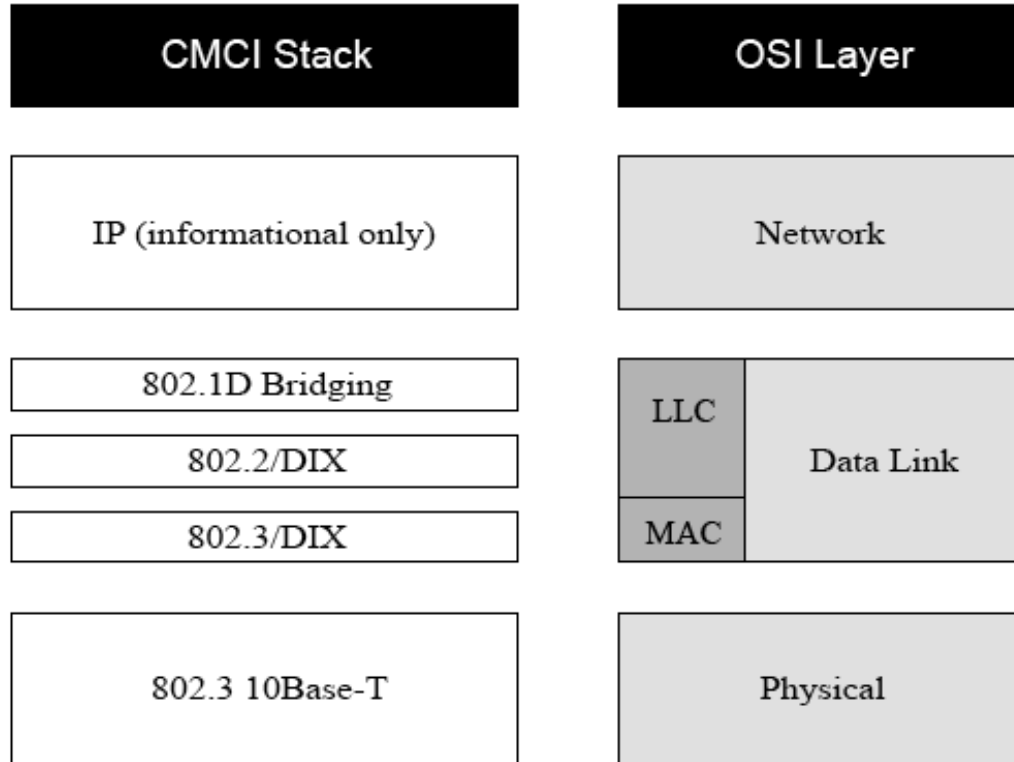 CMCI Stack
OSI Layer
IP (informational only)
Network
802.1D Bridging
802.2/DIX
802.3/DIX
LLC
MAC
Data Link
802.3 10Base-T
Physical